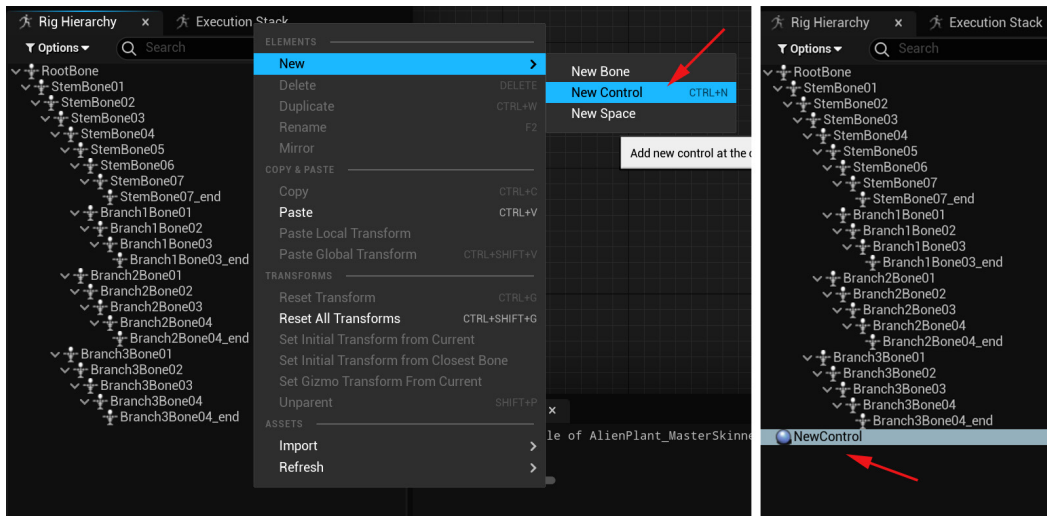 Rig Hierarchy x Execution Stack
Options Search
RootBone
StemBone01
StemBone02
StemBone03
StemBone04
StemBone05
StemBone06
StemBone07
StemBone07_end
Branch1Bone01
Branch1Bone02
Branch1Bone03
Branch1Bone03_end
Branch2Bone01
Branch2Bone02
Branch2Bone03
Branch2Bone04
Branch2Bone04_end
Branch3Bone01
Branch3Bone02
Branch3Bone03
Branch3Bone04
Branch3Bone04_end
ELEMENTS
New
Delete DELETE
Duplicate CTRL+W
Rename F2
Mirror
COPY & PASTE
Copy CTRL+C
Paste CTRL+V
Paste Local Transform
Paste Global Transform CTRL+SHIFT+V
TRANSFORMS
Reset Transform CTRL+G
Reset All Transforms CTRL+SHIFT+G
Set Initial Transform from Current
Set Initial Transform from Closest Bone
Set Gizmo Transform From Current
Unparent SHIFT+P
ASSETS
Import
Refresh
New Bone
New Control CTRL+N
New Space
Add new control at the
x
le of AlienPlant_MasterSkinne
Rig Hierarchy x Execution Stack
Options Search
RootBone
StemBone01
StemBone02
StemBone03
StemBone04
StemBone05
StemBone06
StemBone07
StemBone07_end
Branch1Bone01
Branch1Bone02
Branch1Bone03
Branch1Bone03_end
Branch2Bone01
Branch2Bone02
Branch2Bone03
Branch2Bone04
Branch2Bone04_end
Branch3Bone01
Branch3Bone02
Branch3Bone03
Branch3Bone04
Branch3Bone04_end
NewControl